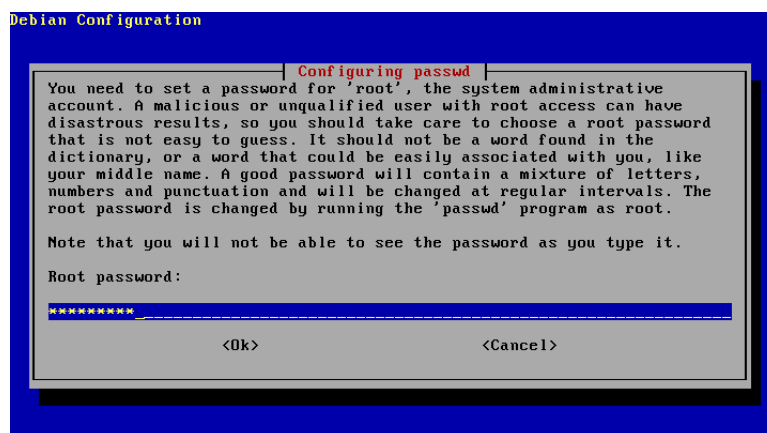 Debian Configuration
Configuring passwd
You need to set a password for 'root', the system administrative
account. A malicious or unqualified user with root access can have
disastrous results, so you should take care to choose a root password
that is not easy to guess. It should not be a word found in the
dictionary, or a word that could be easily associated with you, like
your middle name. A good password will contain a mixture of letters,
numbers and punctuation and will be changed at regular intervals. The
root password is changed by running the 'passwd' program as root.
Note that you will not be able to see the password as you type it.
Root password:
*********
<Ok> <Cancel>